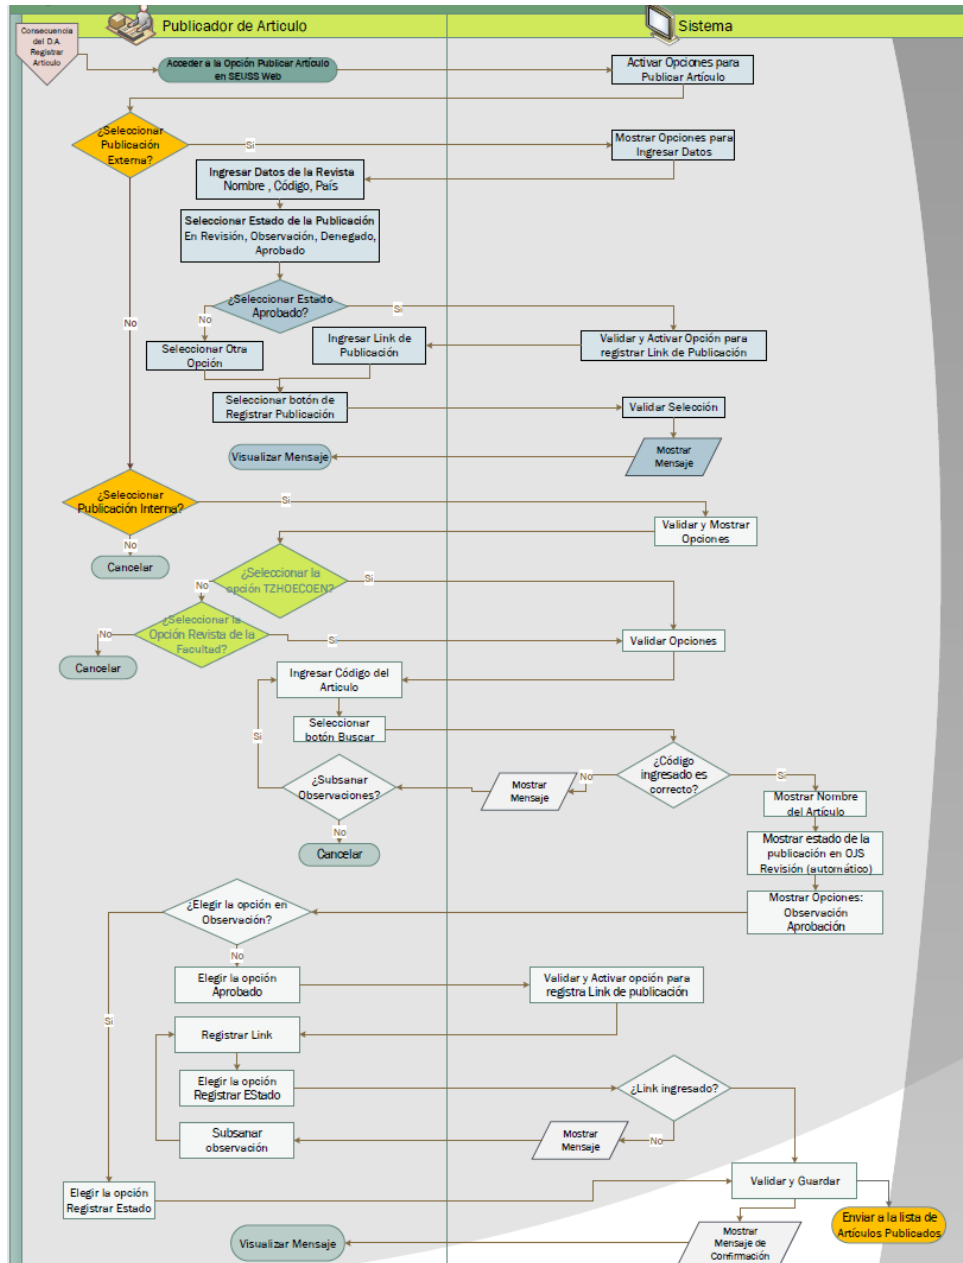 Publicador de Articulo
Sistema
Consecuencia
del D.A.
Registrar
Articulo
Acceder a la Opción Publicar Artículo
en SEUSS Web
Activar Opciones para
Publicar Artículo
¿Seleccionar
Publicación
Externa?
Si
Mostrar Opciones para
Ingresar Datos
Ingresar Datos de la Revista
Nombre , Código, País
Seleccionar Estado de la Publicación
En Revisión, Observación, Denegado,
Aprobado
¿Seleccionar Estado
Aprobado?
Si
No
No
Seleccionar Otra
Opción
Ingresar Link de
Publicación
Validar y Activar Opción para
registrar Link de Publicación
Seleccionar botón de
Registrar Publicación
Validar Selección
Visualizar Mensaje
Mostrar
Mensaje
¿Seleccionar
Publicación Interna?
Si
Validar y Mostrar
Opciones
No
Cancelar
¿Seleccionar la
opción TZHOECOEN?
Si
No
¿Seleccionar la
Opción Revista de la
Facultad?
No
Si
Validar Opciones
Cancelar
Ingresar Código del
Articulo
Seleccionar
botón Buscar
Si
¿Código
ingresado es
correcto?
No
Si
Mostrar
Mensaje
¿Subsanar
Observaciones?
No
Cancelar
Mostrar Nombre
del Artículo
Mostrar estado de la
publicación en OJS
Revisión (automático)
Mostrar Opciones:
Observación
Aprobación
¿Elegir la opción en
Observación?
No
Si
Elegir la opción
Aprobado
Validar y Activar opción para
registra Link de publicación
Registrar Link
Elegir la opción
Registrar EStado
¿Link ingresado?
No
Mostrar
Mensaje
Subsanar
observación
Elegir la opción
Registrar Estado
Validar y Guardar
Enviar a la lista de
Artículos Publicados
Visualizar Mensaje
Mostrar
Mensaje de
Confirmación